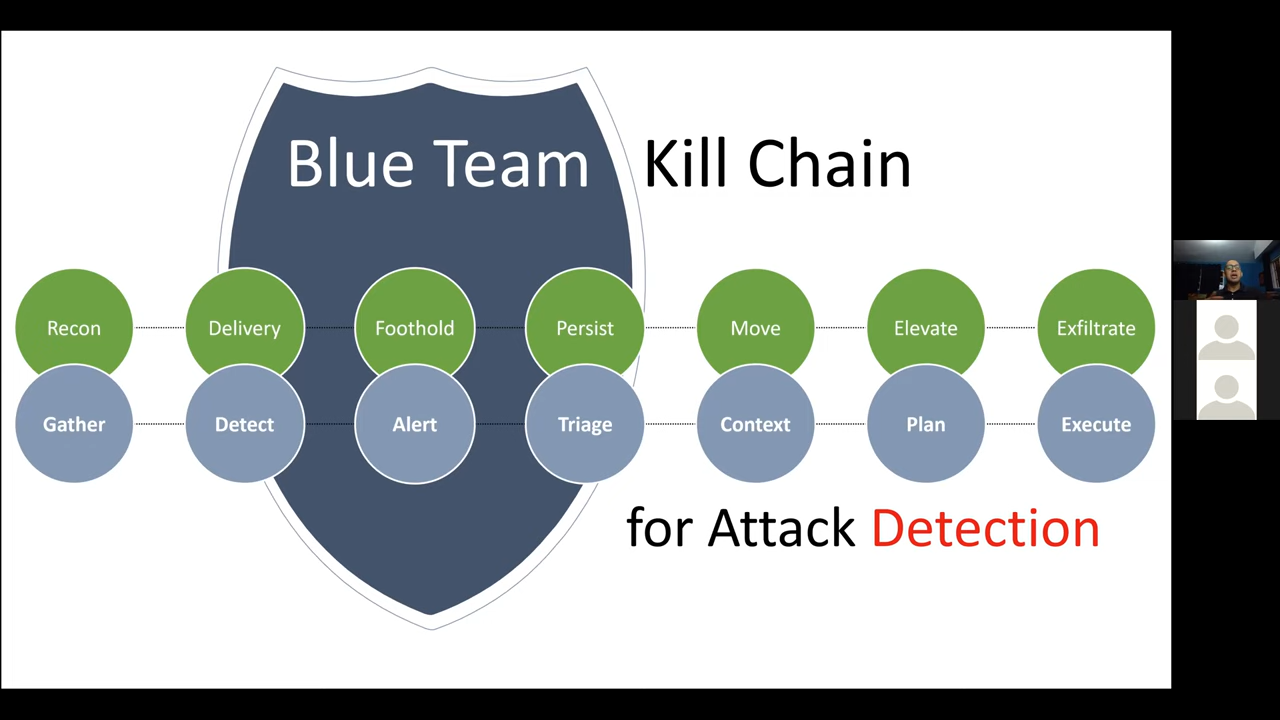 Blue Team Kill Chain
Recon Delivery Foothold Persist Move Elevate Exfiltrate
Gather Detect Alert Triage Context Plan Execute
for Attack Detection